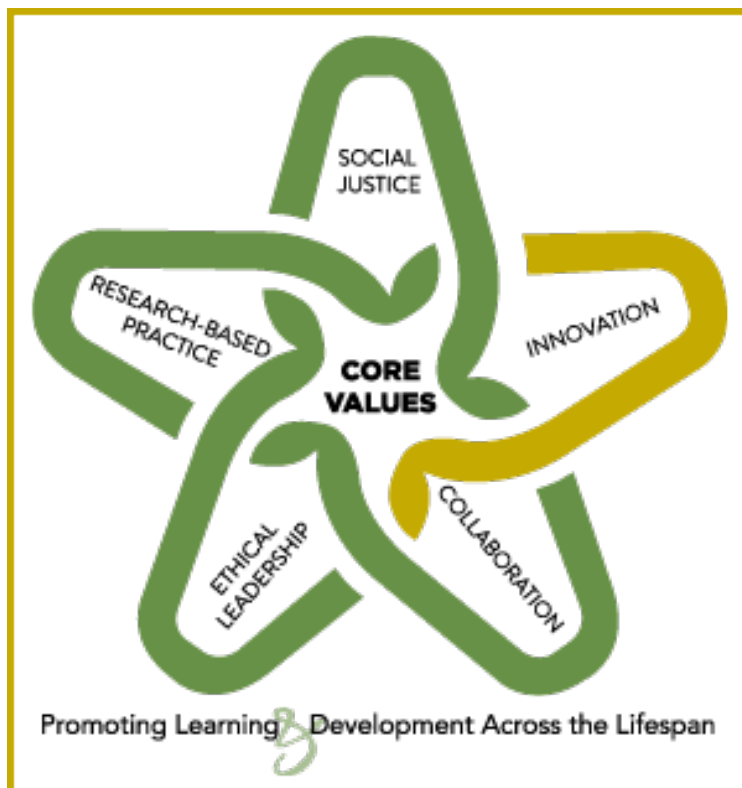 SOCIAL
JUSTICE
RESEARCH-BASED
PRACTICE
INNOVATION
CORE
VALUES
ETHICAL
LEADERSHIP
COLLABORATION
Promoting Learning & Development Across the Lifespan